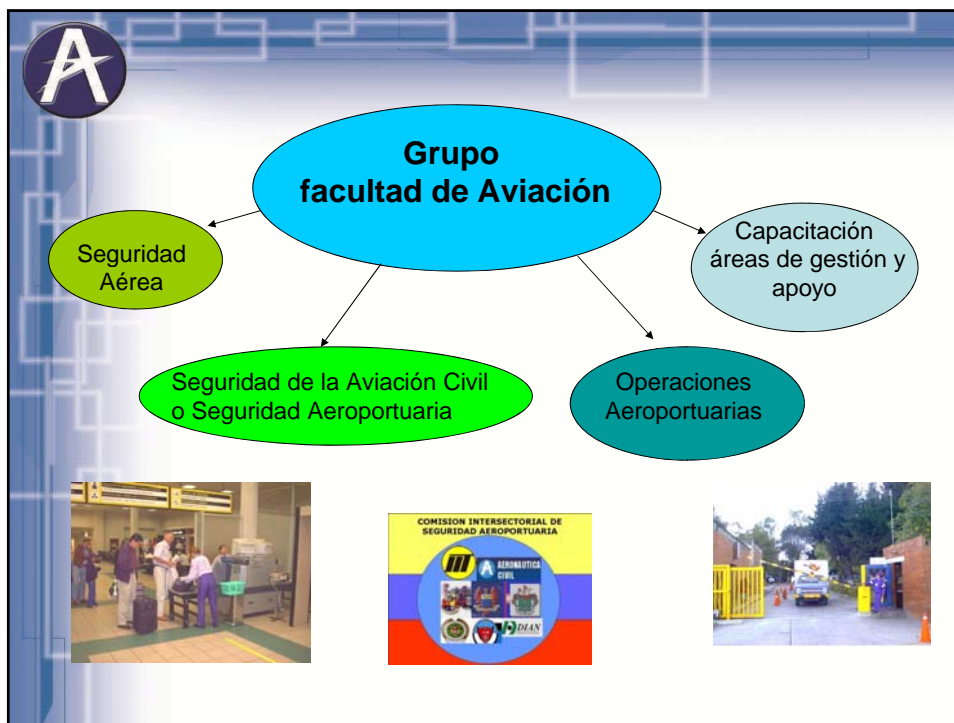 A
Grupo
facultad de Aviación
Seguridad
Aérea
Capacitación
áreas de gestión y
apoyo
Seguridad de la Aviación Civil
o Seguridad Aeroportuaria
Operaciones
Aeroportuarias
COMISION INTERSECTORIAL DE
SEGURIDAD AEROPORTUARIA
A AERONAUTICA
CIVIL
DIAN